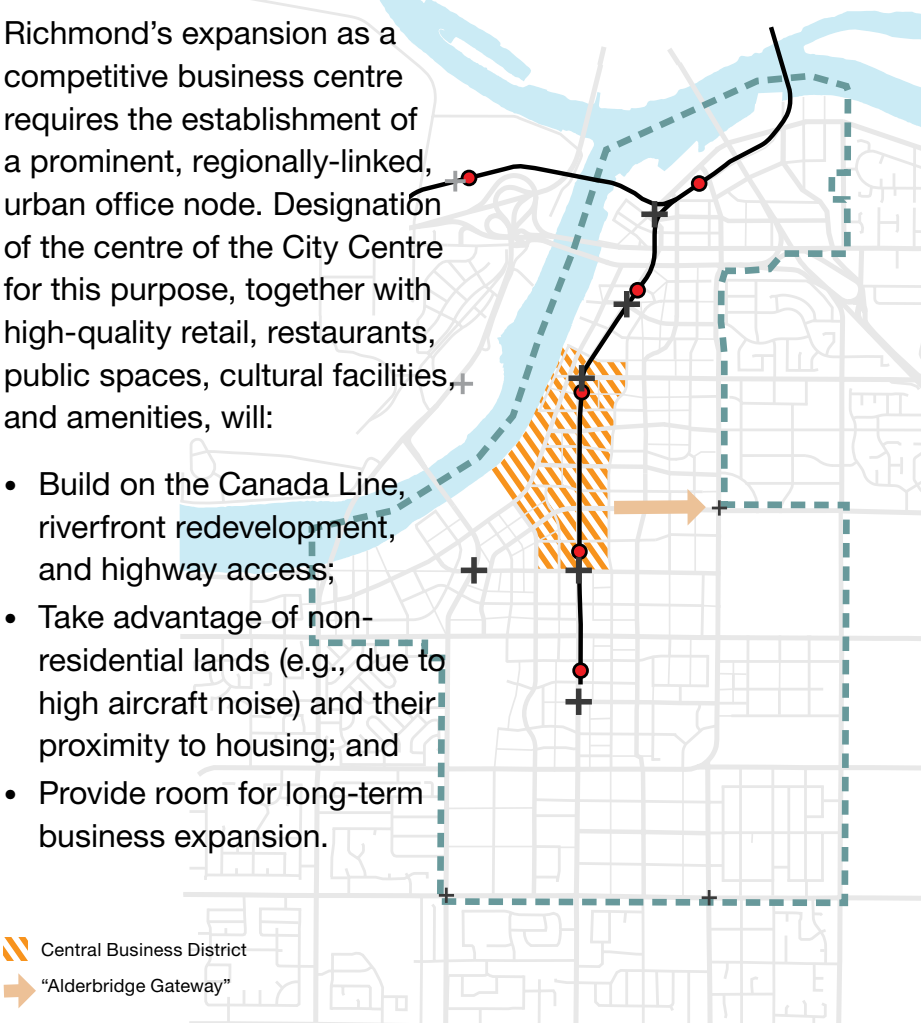 Richmond’s expansion as a
competitive business centre
requires the establishment of
a prominent, regionally-linked,
urban office node. Designation
of the centre of the City Centre
for this purpose, together with
high-quality retail, restaurants,
public spaces, cultural facilities,
and amenities, will:
• Build on the Canada Line,
riverfront redevelopment,
and highway access;
• Take advantage of non-
residential lands (e.g., due to
high aircraft noise) and their
proximity to housing; and
• Provide room for long-term
business expansion.
Central Business District
“Alderbridge Gateway”